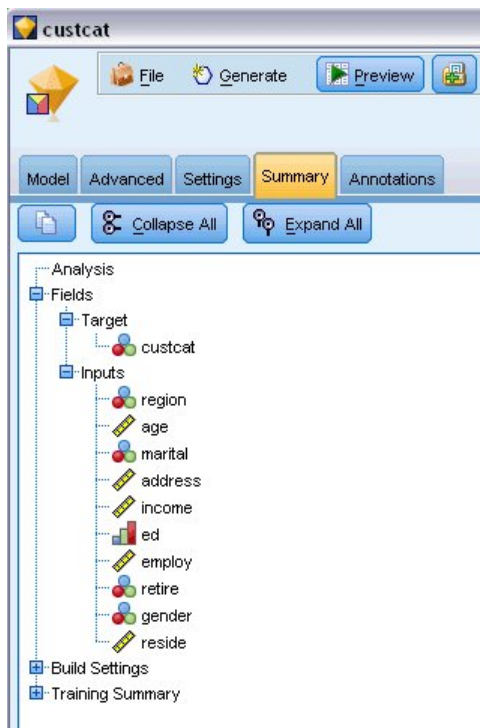 custcat
File Generate Preview
Model Advanced Settings Summary Annotations
Collapse All Expand All
Analysis
Fields
Target
custcat
Inputs
region
age
marital
address
income
ed
employ
retire
gender
reside
Build Settings
Training Summary